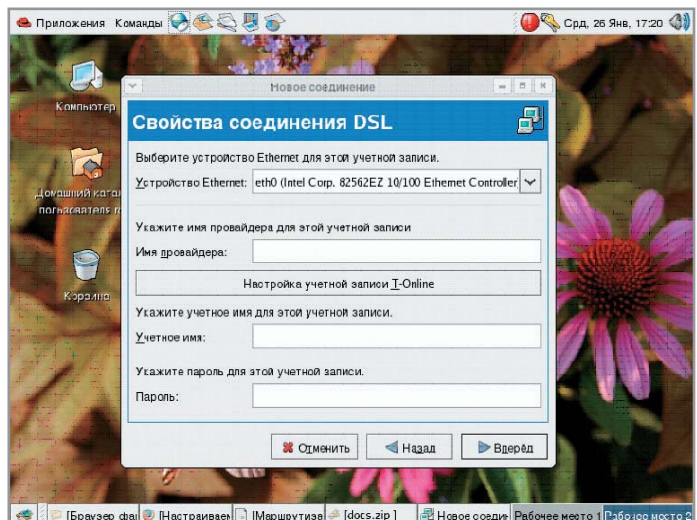 Приложения Команды Срд, 26 Янв, 17:20
Компьютер
Домашний ката
пользователя r
Корзина
Новое соединение
Свойства соединения DSL
Выберите устройство Ethernet для этой учетной записи.
Устройство Ethernet: eth0 (Intel Corp. 82562EZ 10/100 Ethernet Controller
Укажите имя провайдера для этой учетной записи
Имя провайдера:
Настройка учетной записи T-Online
Укажите учетное имя для этой учетной записи.
Учетное имя:
Укажите пароль для этой учетной записи.
Пароль:
Отменить Назад Вперёд
[Браузер фай [Настраиваем [Маршрутиза [docs.zip ] Новое соедин Рабочее место 1 Рабочее место 2